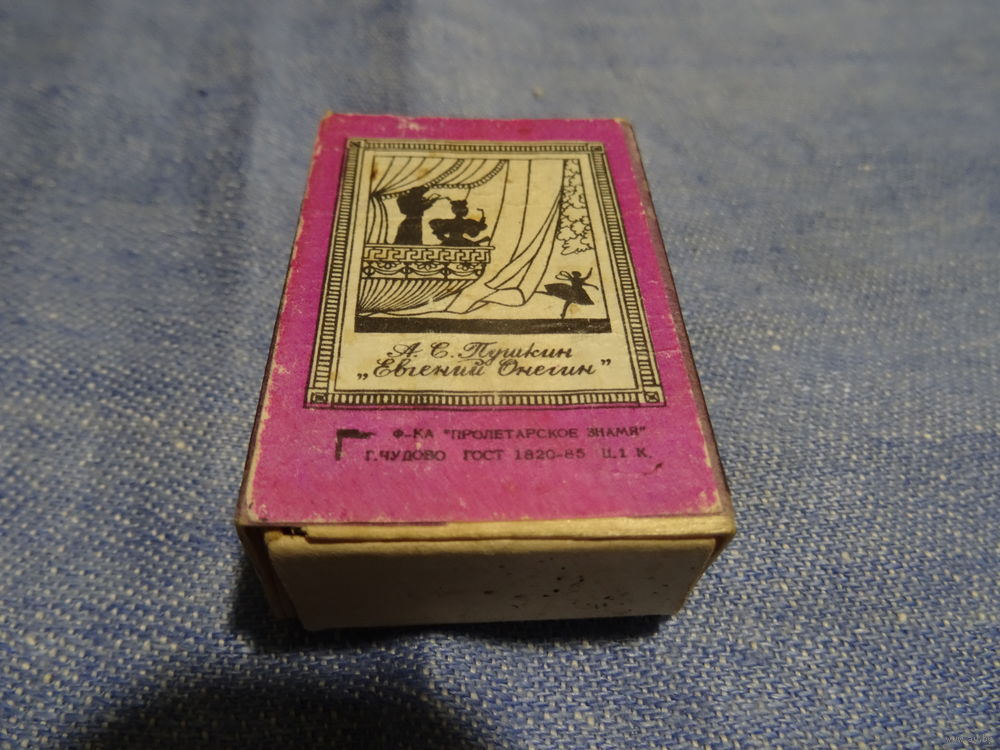 А. С. Пушкин
„Евгений Онегин"
Ф-КА "ПРОЛЕТАРСКОЕ ЗНАМЯ"
Г.ЧУДОВО ГОСТ 1820-85 Ц.1 К.